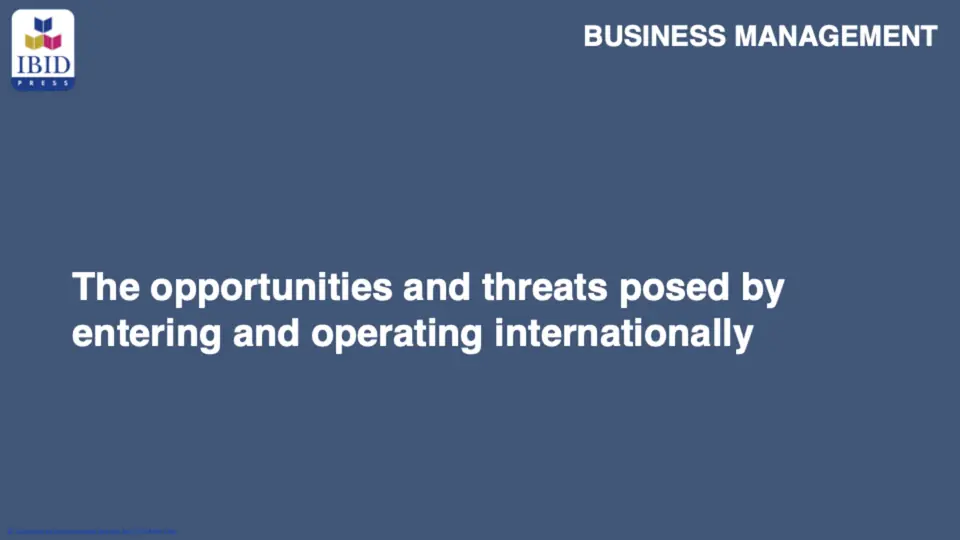 IBID
PRESS
BUSINESS MANAGEMENT
The opportunities and threats posed by
entering and operating internationally